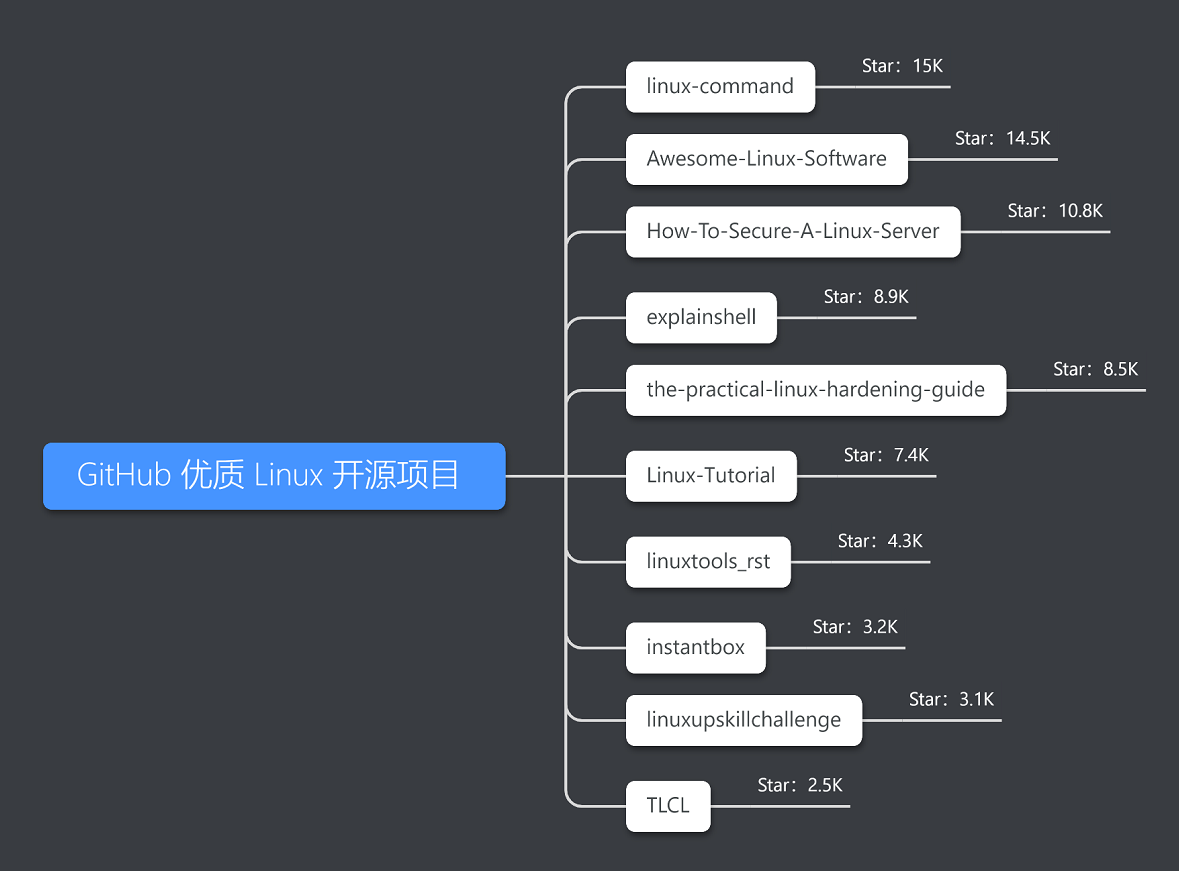 GitHub 优质 Linux 开源项目
linux-command
Star：15K
Awesome-Linux-Software
Star：14.5K
How-To-Secure-A-Linux-Server
Star：10.8K
explainshell
Star：8.9K
the-practical-linux-hardening-guide
Star：8.5K
Linux-Tutorial
Star：7.4K
linuxtools_rst
Star：4.3K
instantbox
Star：3.2K
linuxupskillchallenge
Star：3.1K
TLCL
Star：2.5K